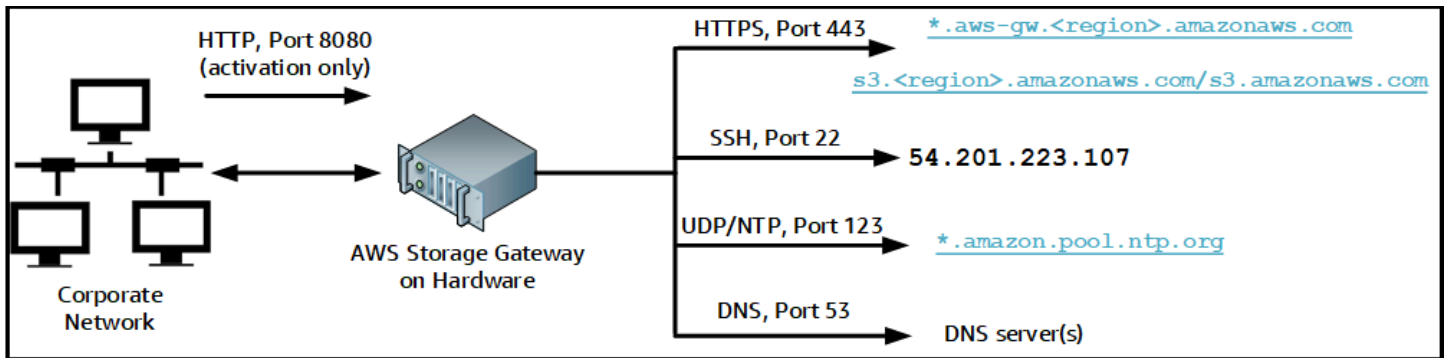 HTTP, Port 8080
(activation only)
Corporate
Network
AWS Storage Gateway
on Hardware
HTTPS, Port 443
*.aws-gw.<region>.amazonaws.com
s3.<region>.amazonaws.com/s3.amazonaws.com
SSH, Port 22
54.201.223.107
UDP/NTP, Port 123
*.amazon.pool.ntp.org
DNS, Port 53
DNS server(s)